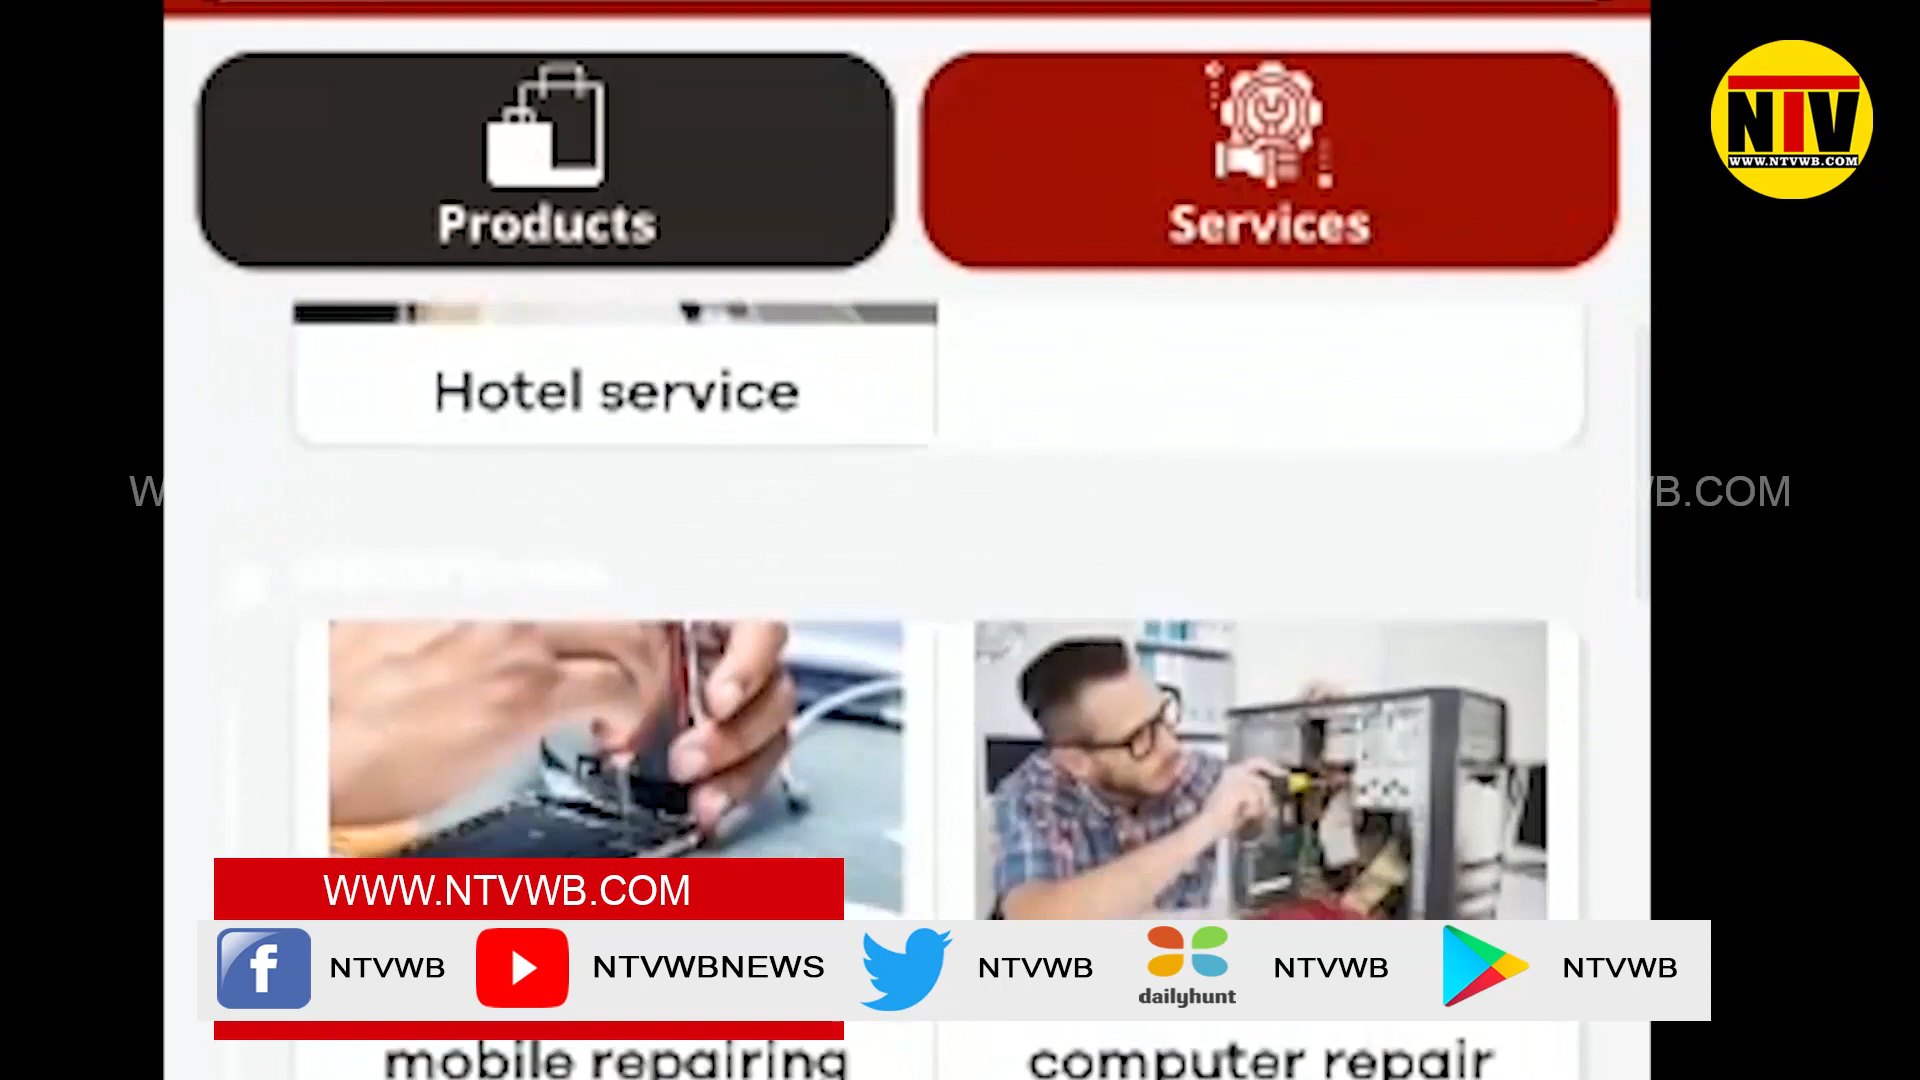 Products
Services
NTV
WWW.NTVWB.COM
Hotel service
WWW.NTVWB.COM
NTVWB
NTVWBNEWS
NTVWB
dailyhunt
NTVWB
NTVWB
mobile repairing
computer repair